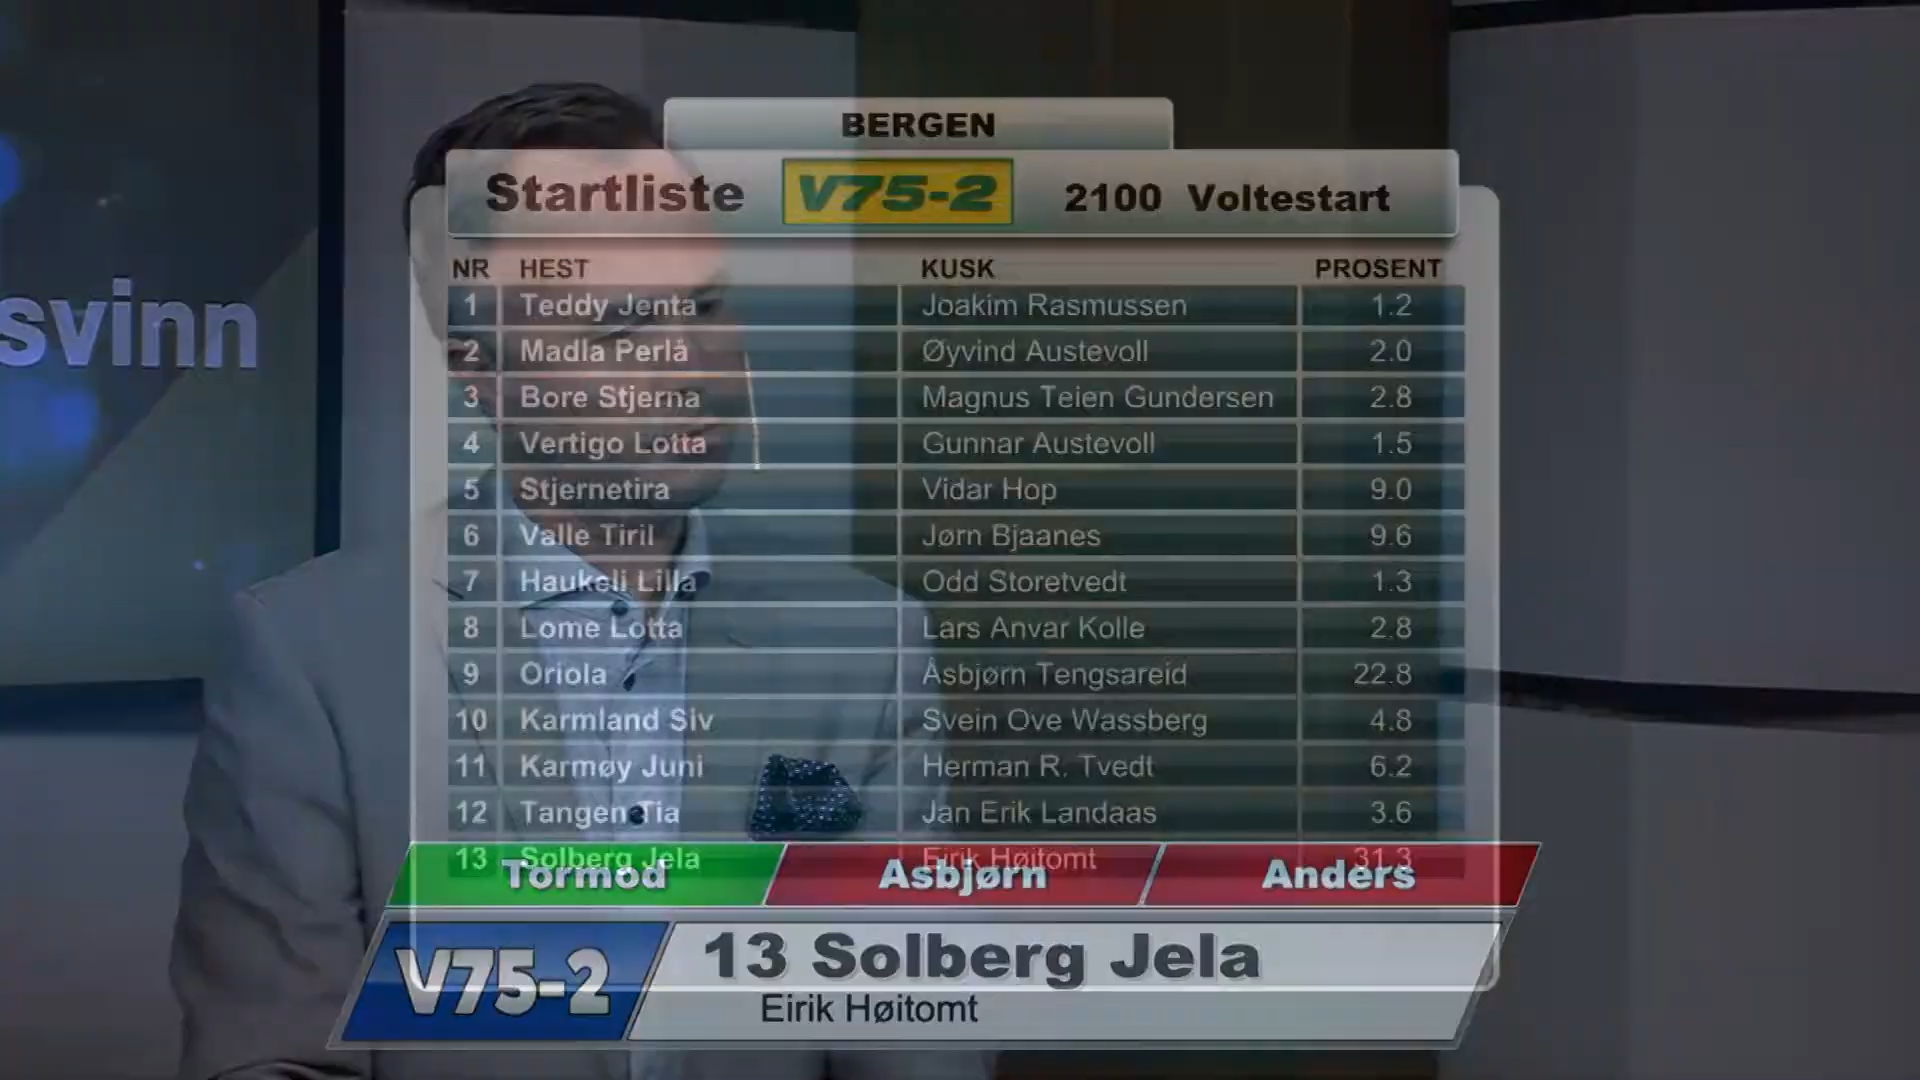 svinn
BERGEN
Startliste V75-2 2100 Voltestart
NR HEST KUSK PROSENT
1 Teddy Jenta Joakim Rasmussen 1.2
2 Madla Perlå Øyvind Austevoll 2.0
3 Bore Stjerna Magnus Teien Gundersen 2.8
4 Vertigo Lotta Gunnar Austevoll 1.5
5 Stjernetira Vidar Hop 9.0
6 Valle Tiril Jørn Bjaanes 9.6
7 Haukeli Lilla Odd Storetvedt 1.3
8 Lome Lotta Lars Anvar Kolle 2.8
9 Oriola Åsbjørn Tengsareid 22.8
10 Karmland Siv Svein Ove Wassberg 4.8
11 Karmøy Juni Herman R. Tvedt 6.2
12 Tangen Tia Jan Erik Landaas 3.6
13 Solberg Jela Eirik Høitomt 31.3
Tormod Asbjørn Anders
V75-2 13 Solberg Jela
Eirik Høitomt